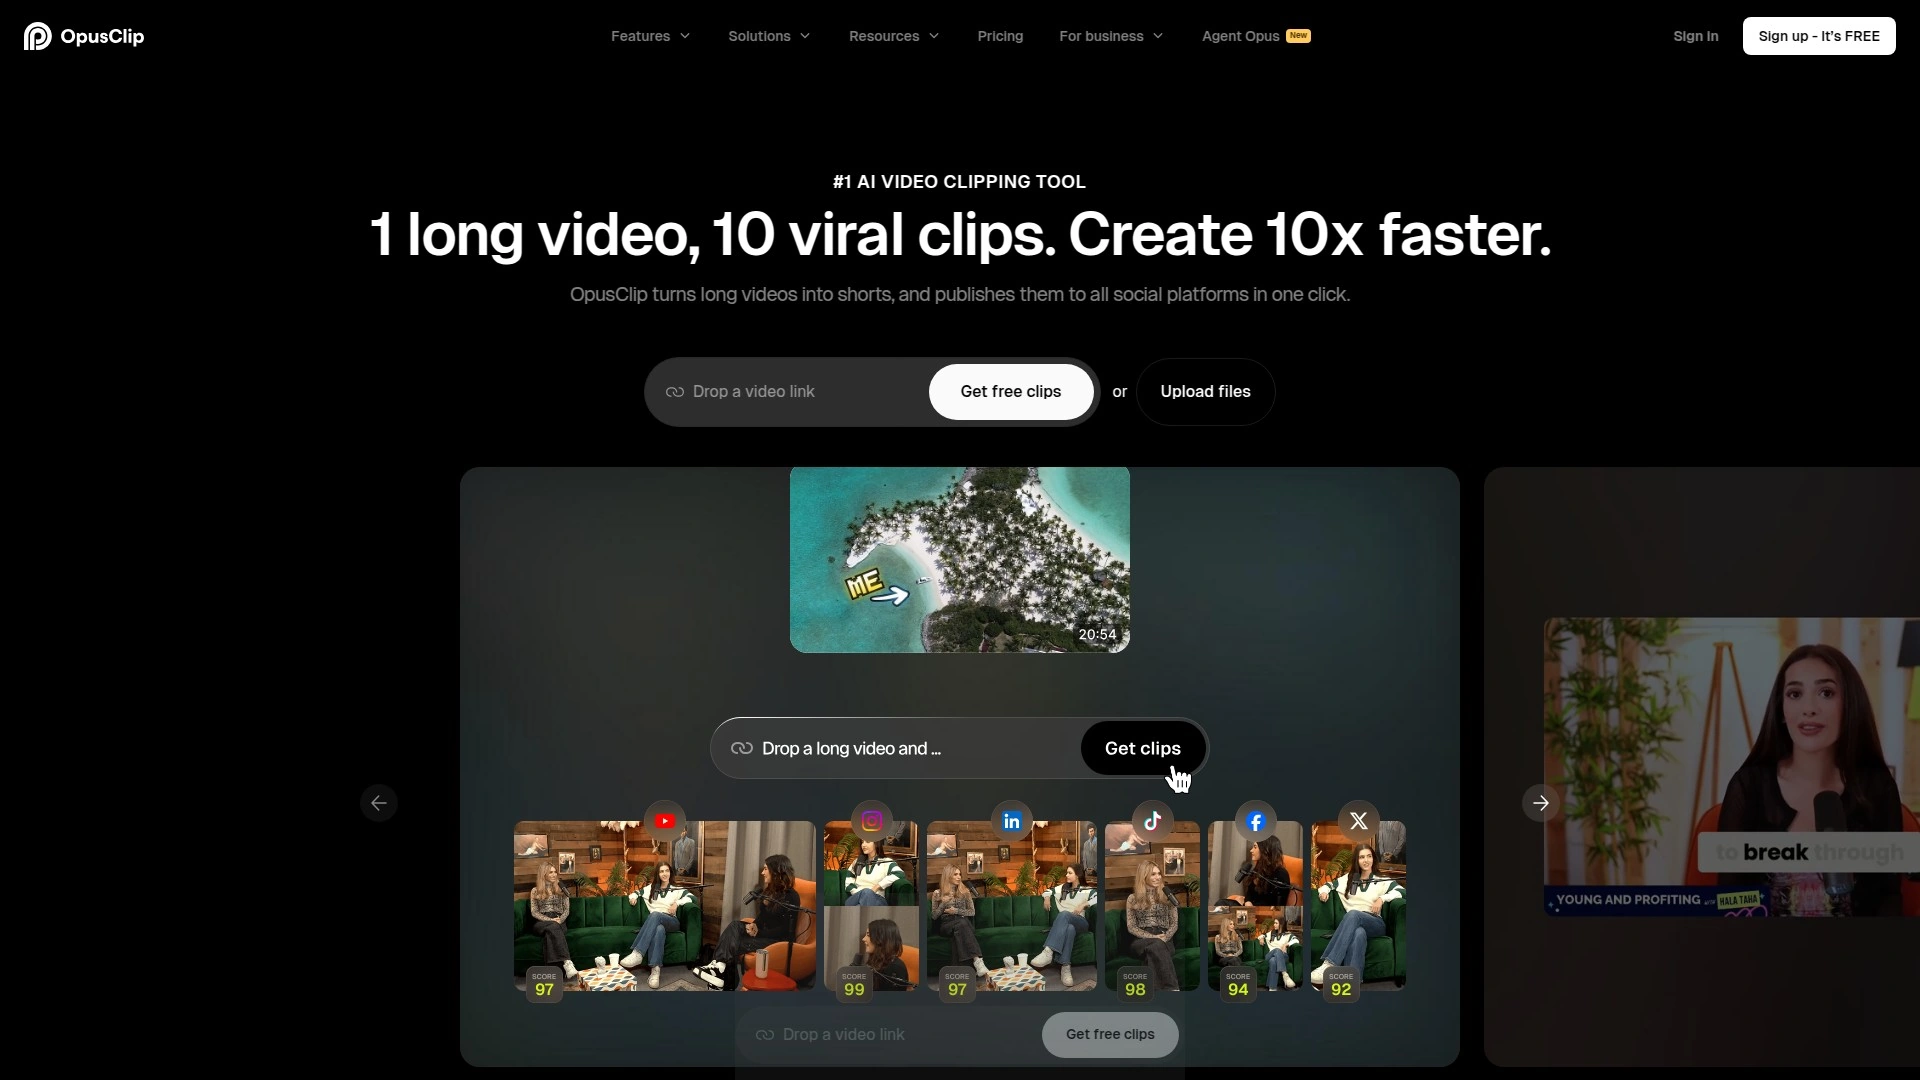 OpusClip
Features
Solutions
Resources
Pricing
For business
Agent Opus New
Sign in
Sign up - It's FREE
#1 AI VIDEO CLIPPING TOOL
1 long video, 10 viral clips. Create 10x faster.
OpusClip turns long videos into shorts, and publishes them to all social platforms in one click.
Drop a video link
Get free clips
or
Upload files
ME
20:54
Drop a long video and ...
Get clips
SCORE
97
SCORE
99
SCORE
97
SCORE
98
SCORE
94
SCORE
92
to break through
YOUNG AND PROFITING
HALA TAHA
Drop a video link
Get free clips